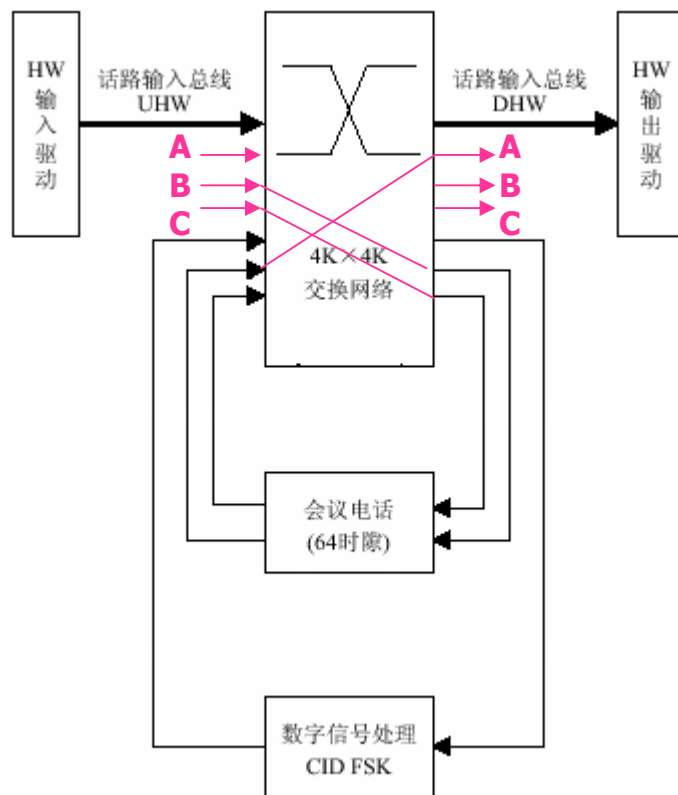 HW
输
入
驱
动
话路输入总线
UHW
A
B
C
4K×4K
交换网络
话路输入总线
DHW
A
B
C
HW
输
出
驱
动
会议电话
(64时隙)
数字信号处理
CID FSK